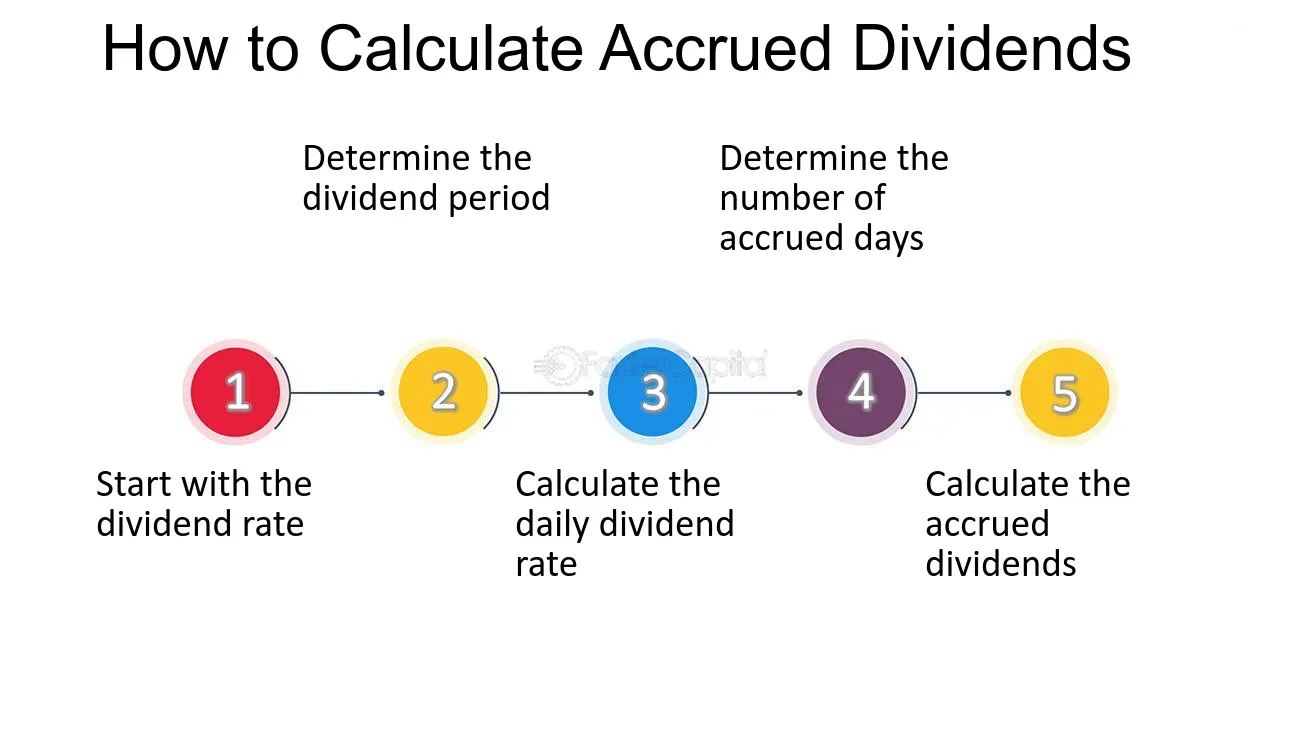 How to Calculate Accrued Dividends
Determine the
dividend period
Determine the
number of
accrued days
1
2
3
4
5
Start with the
dividend rate
Calculate the
daily dividend
rate
Calculate the
accrued
dividends